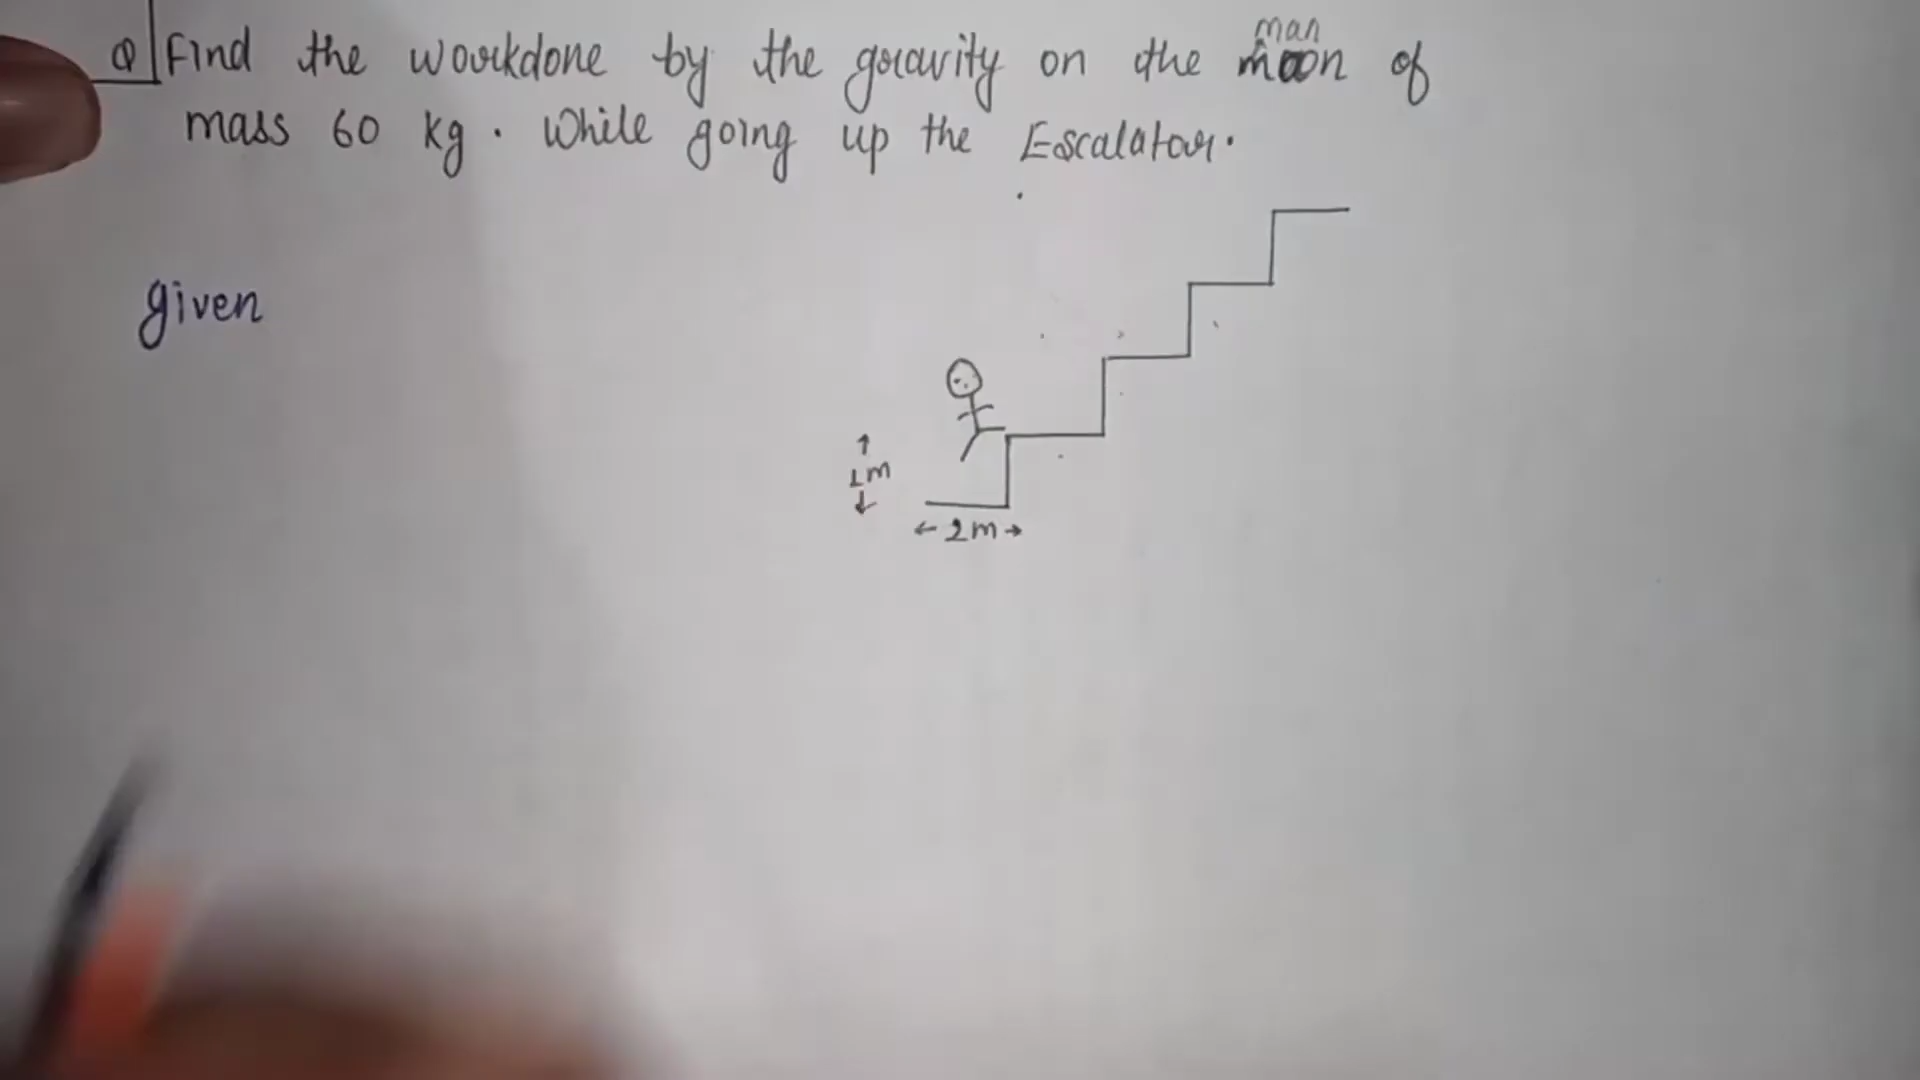 Q Find the workdone by the gravity on the man moon of
mass 60 kg. While going up the Escalator.
given
1m
2m